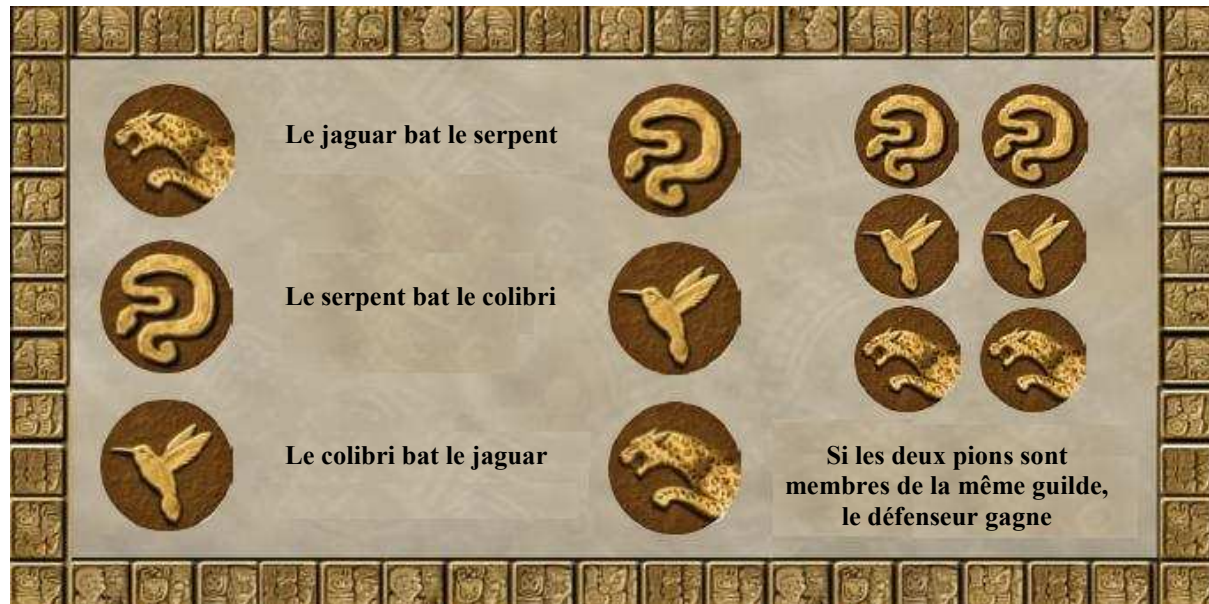 Le jaguar bat le serpent
Le serpent bat le colibri
Le colibri bat le jaguar
Si les deux pions sont
membres de la même guilde,
le défenseur gagne